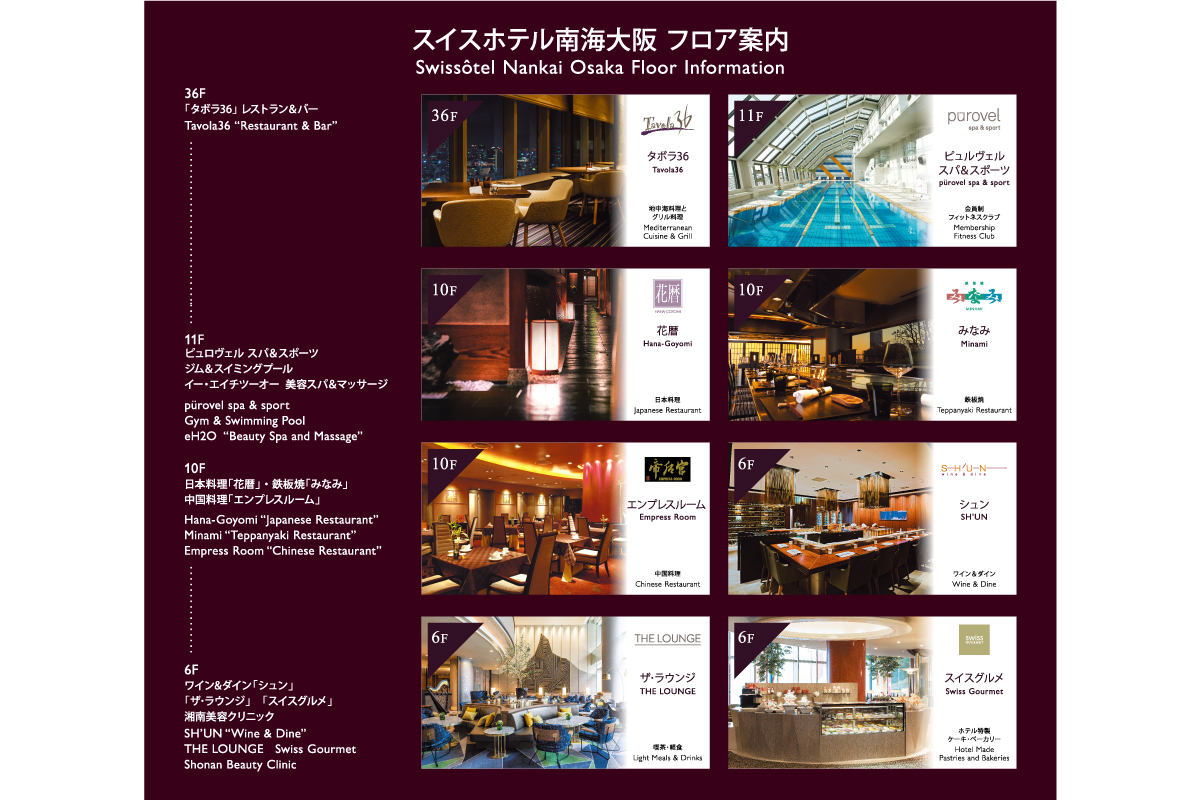 スイスホテル南海大阪 フロア案内
Swissôtel Nankai Osaka Floor Information
36F
「タボラ36」レストラン&バー
Tavola36 “Restaurant & Bar”
11F
ピュロヴェル スパ&スポーツ
ジム&スイミングプール
イー・エイチツーオー 美容スパ&マッサージ
pürovel spa & sport
Gym & Swimming Pool
eH2O “Beauty Spa and Massage”
10F
日本料理「花暦」・鉄板焼「みなみ」
中国料理「エンプレスルーム」
Hana-Goyomi “Japanese Restaurant”
Minami “Teppanyaki Restaurant”
Empress Room “Chinese Restaurant”
6F
ワイン&ダイン「シュン」
「ザ・ラウンジ」 「スイスグルメ」
湘南美容クリニック
SH’UN “Wine & Dine”
THE LOUNGE Swiss Gourmet
Shonan Beauty Clinic
36F
Tavola36
タボラ36
Tavola36
地中海料理と
グリル料理
Mediterranean
Cuisine & Grill
11F
pürovel
spa & sport
ピュルヴェル
スパ&スポーツ
pürovel spa & sport
会員制
フィットネスクラブ
Membership
Fitness Club
10F
花暦
HANA-GOYOMI
花暦
Hana-Goyomi
日本料理
Japanese Restaurant
10F
鉄板焼
みなみ
MINAMI
みなみ
Minami
鉄板焼
Teppanyaki Restaurant
10F
EMPRESS ROOM
エンプレスルーム
Empress Room
中国料理
Chinese Restaurant
6F
SH'UN
wine & dine
シュン
SH'UN
ワイン&ダイン
Wine & Dine
6F
THE LOUNGE
ザ・ラウンジ
THE LOUNGE
喫茶・軽食
Light Meals & Drinks
6F
swiss
GOURMET
スイスグルメ
Swiss Gourmet
ホテル特製
ケーキ・ベーカリー
Hotel Made
Pastries and Bakeries